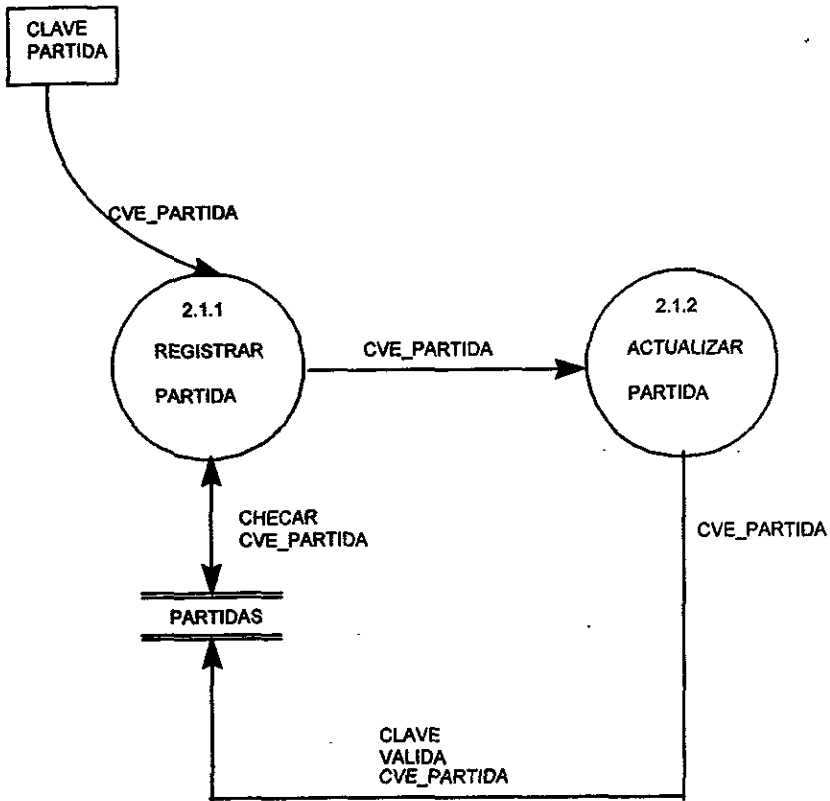 CLAVE
PARTIDA
CVE_PARTIDA
2.1.1
REGISTRAR
PARTIDA
CVE_PARTIDA
2.1.2
ACTUALIZAR
PARTIDA
CHECAR
CVE_PARTIDA
CVE_PARTIDA
PARTIDAS
CLAVE
VALIDA
CVE_PARTIDA